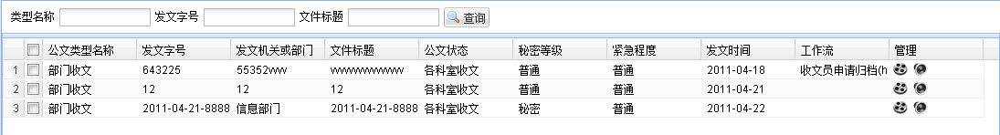 类型名称 发文字号 文件标题 查询
公文类型名称 发文字号 发文机关或部门 文件标题 公文状态 秘密等级 紧急程度 发文时间 工作流 管理
1 部门收文 643225 55352vvvv 各科室收文 普通 普通 2011-04-18 收文员申请归档(h
2 部门收文 12 12 12 各科室收文 普通 普通 2011-04-21
3 部门收文 2011-04-21-8888 信息部门 2011-04-21-8888 各科室收文 秘密 普通 2011-04-22